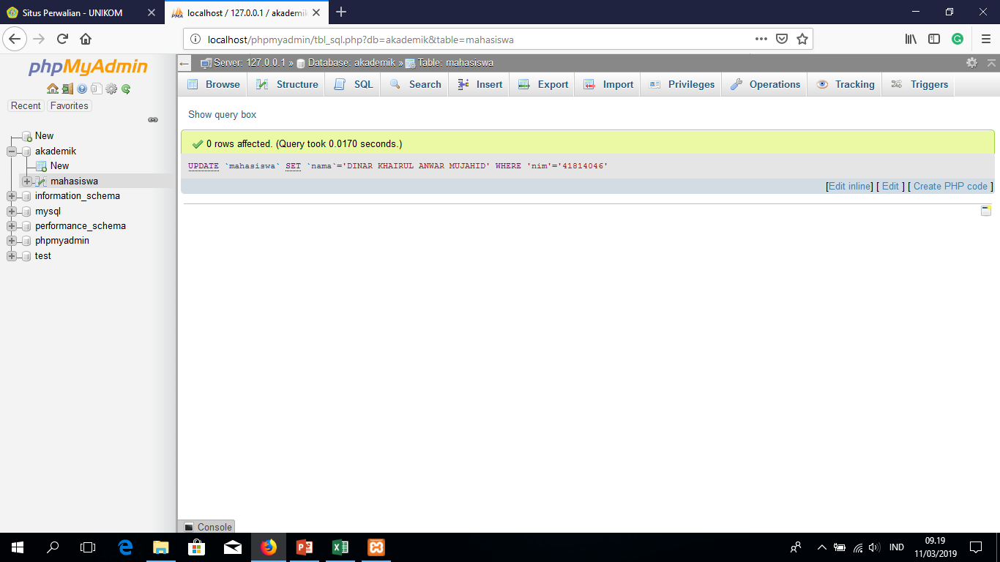 Situs Perwalian - UNIKOM
localhost / 127.0.0.1 / akademik
localhost/phpmyadmin/tbl_sql.php?db=akademik&table=mahasiswa
phpMyAdmin
Recent Favorites
New
akademik
New
mahasiswa
information_schema
mysql
performance_schema
phpmyadmin
test
Server: 127.0.0.1 » Database: akademik » Table: mahasiswa
Browse Structure SQL Search Insert Export Import Privileges Operations Tracking Triggers
Show query box
0 rows affected. (Query took 0.0170 seconds.)
UPDATE `mahasiswa` SET `nama`='DINAR KHAIRUL ANWAR MUJAHID' WHERE 'nim'='41814046'
[Edit inline] [ Edit ] [ Create PHP code ]
Console
IND
09.19
11/03/2019